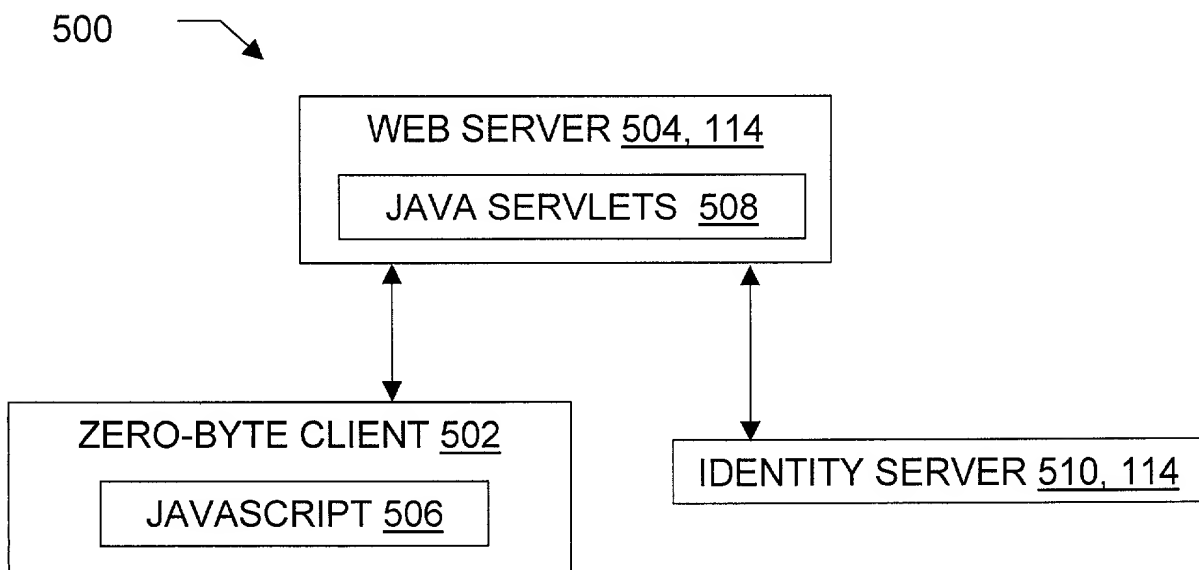 500
WEB SERVER 504, 114
JAVA SERVLETS 508
ZERO-BYTE CLIENT 502
JAVASCRIPT 506
IDENTITY SERVER 510, 114